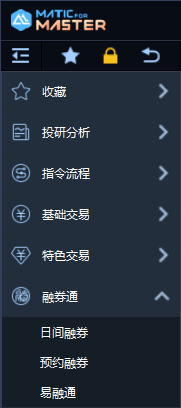 MATIC FOR
MASTER
收藏
投研分析
指令流程
基础交易
特色交易
融券通
日间融券
预约融券
易融通